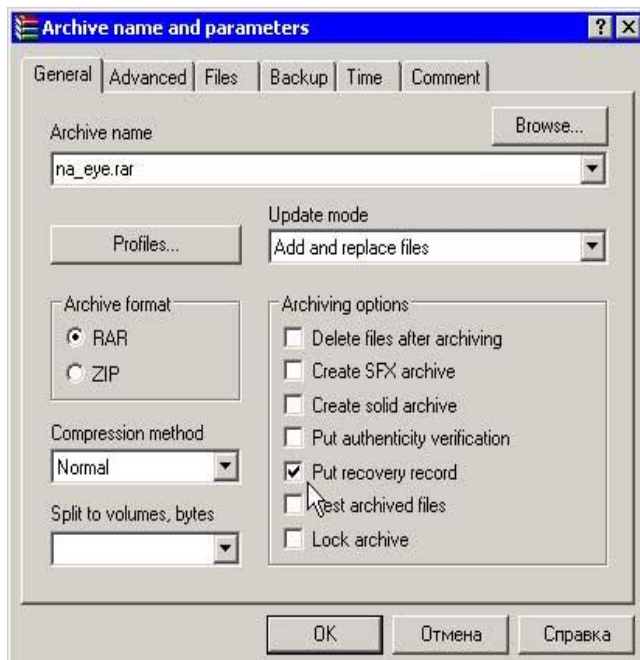 Archive name and parameters
General Advanced Files Backup Time Comment
Archive name
Browse...
na_eye.rar
Update mode
Profiles...
Add and replace files
Archive format
RAR
ZIP
Archiving options
Delete files after archiving
Create SFX archive
Create solid archive
Put authenticity verification
Put recovery record
Test archived files
Lock archive
Compression method
Normal
Split to volumes, bytes
OK Отмена Справка